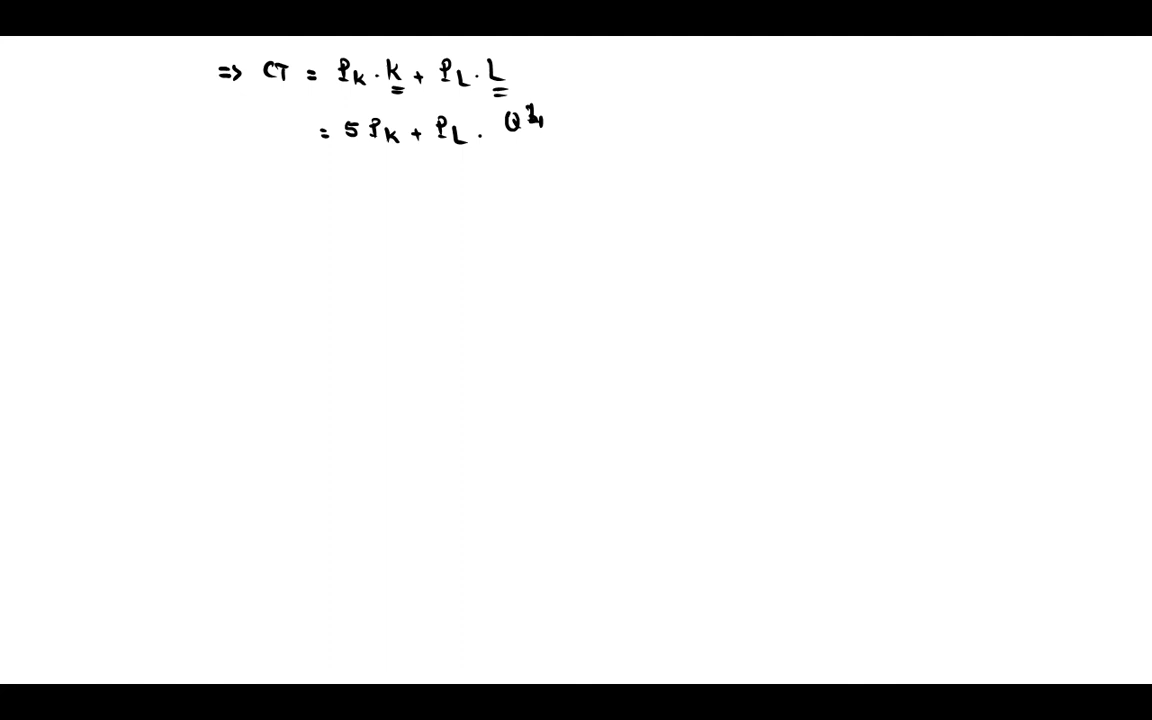 => CT = PK . K + PL . L
= 5 PK + PL . Q